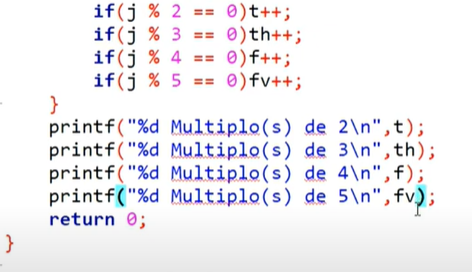 if(j % 2 == 0)t++;
if(j % 3 == 0)th++;
if(j % 4 == 0)f++;
if(j % 5 == 0)fv++;
}
printf("%d Multiplo(s) de 2\n",t);
printf("%d Multiplo(s) de 3\n",th);
printf("%d Multiplo(s) de 4\n",f);
printf("%d Multiplo(s) de 5\n",fv);
return 0;
}